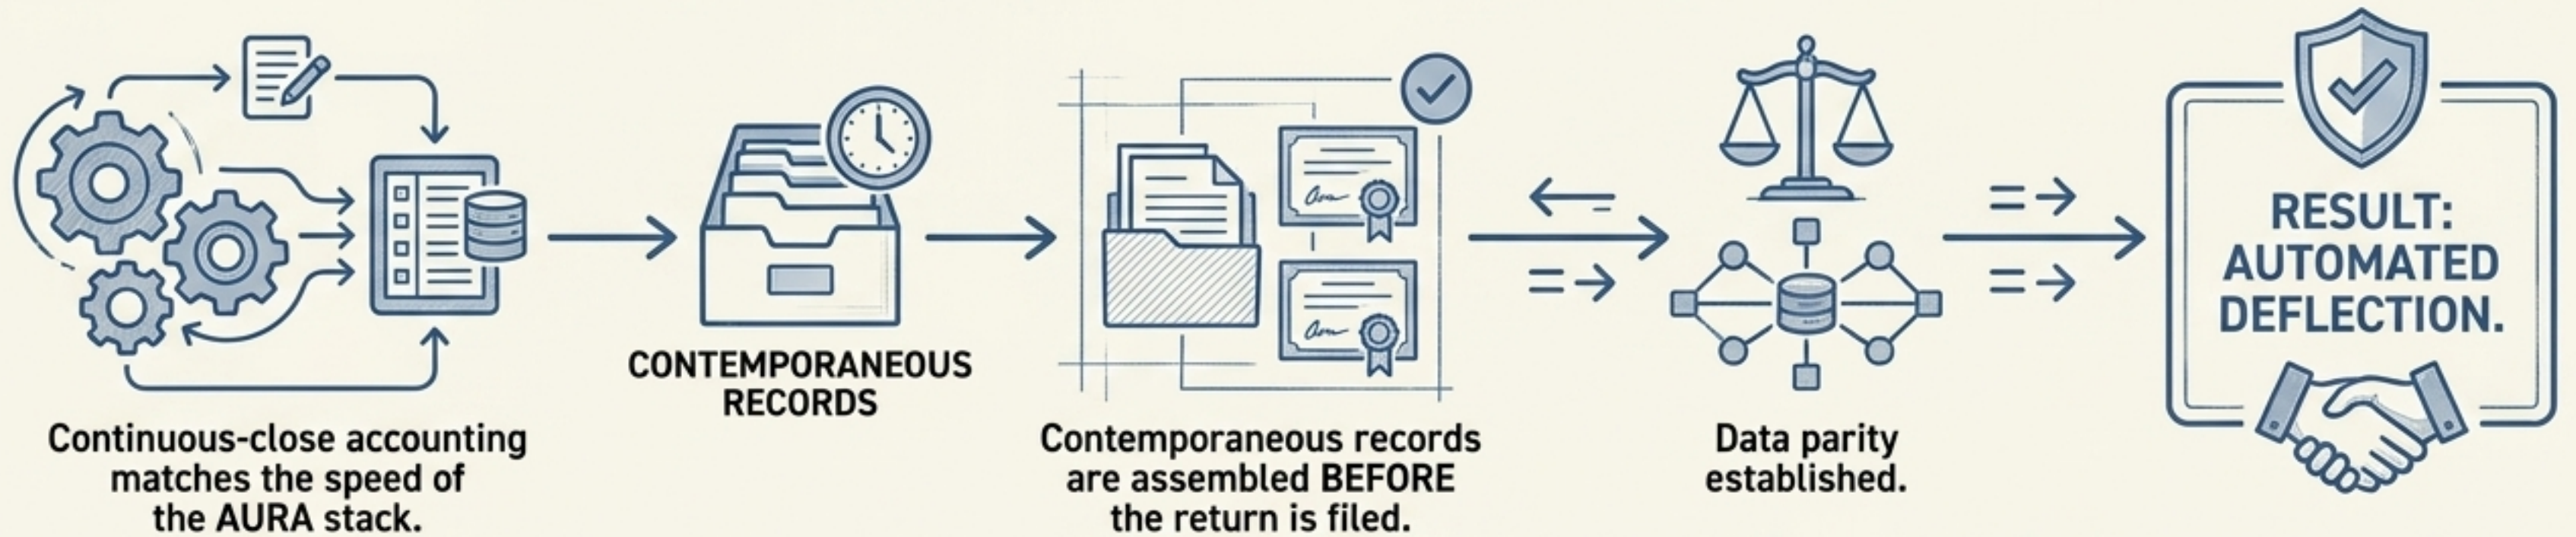 Continuous-close accounting
matches the speed of
the AURA stack.
CONTEMPORANEOUS
RECORDS
Contemporaneous records
are assembled BEFORE
the return is filed.
Data parity
established.
RESULT:
AUTOMATED
DEFLECTION.